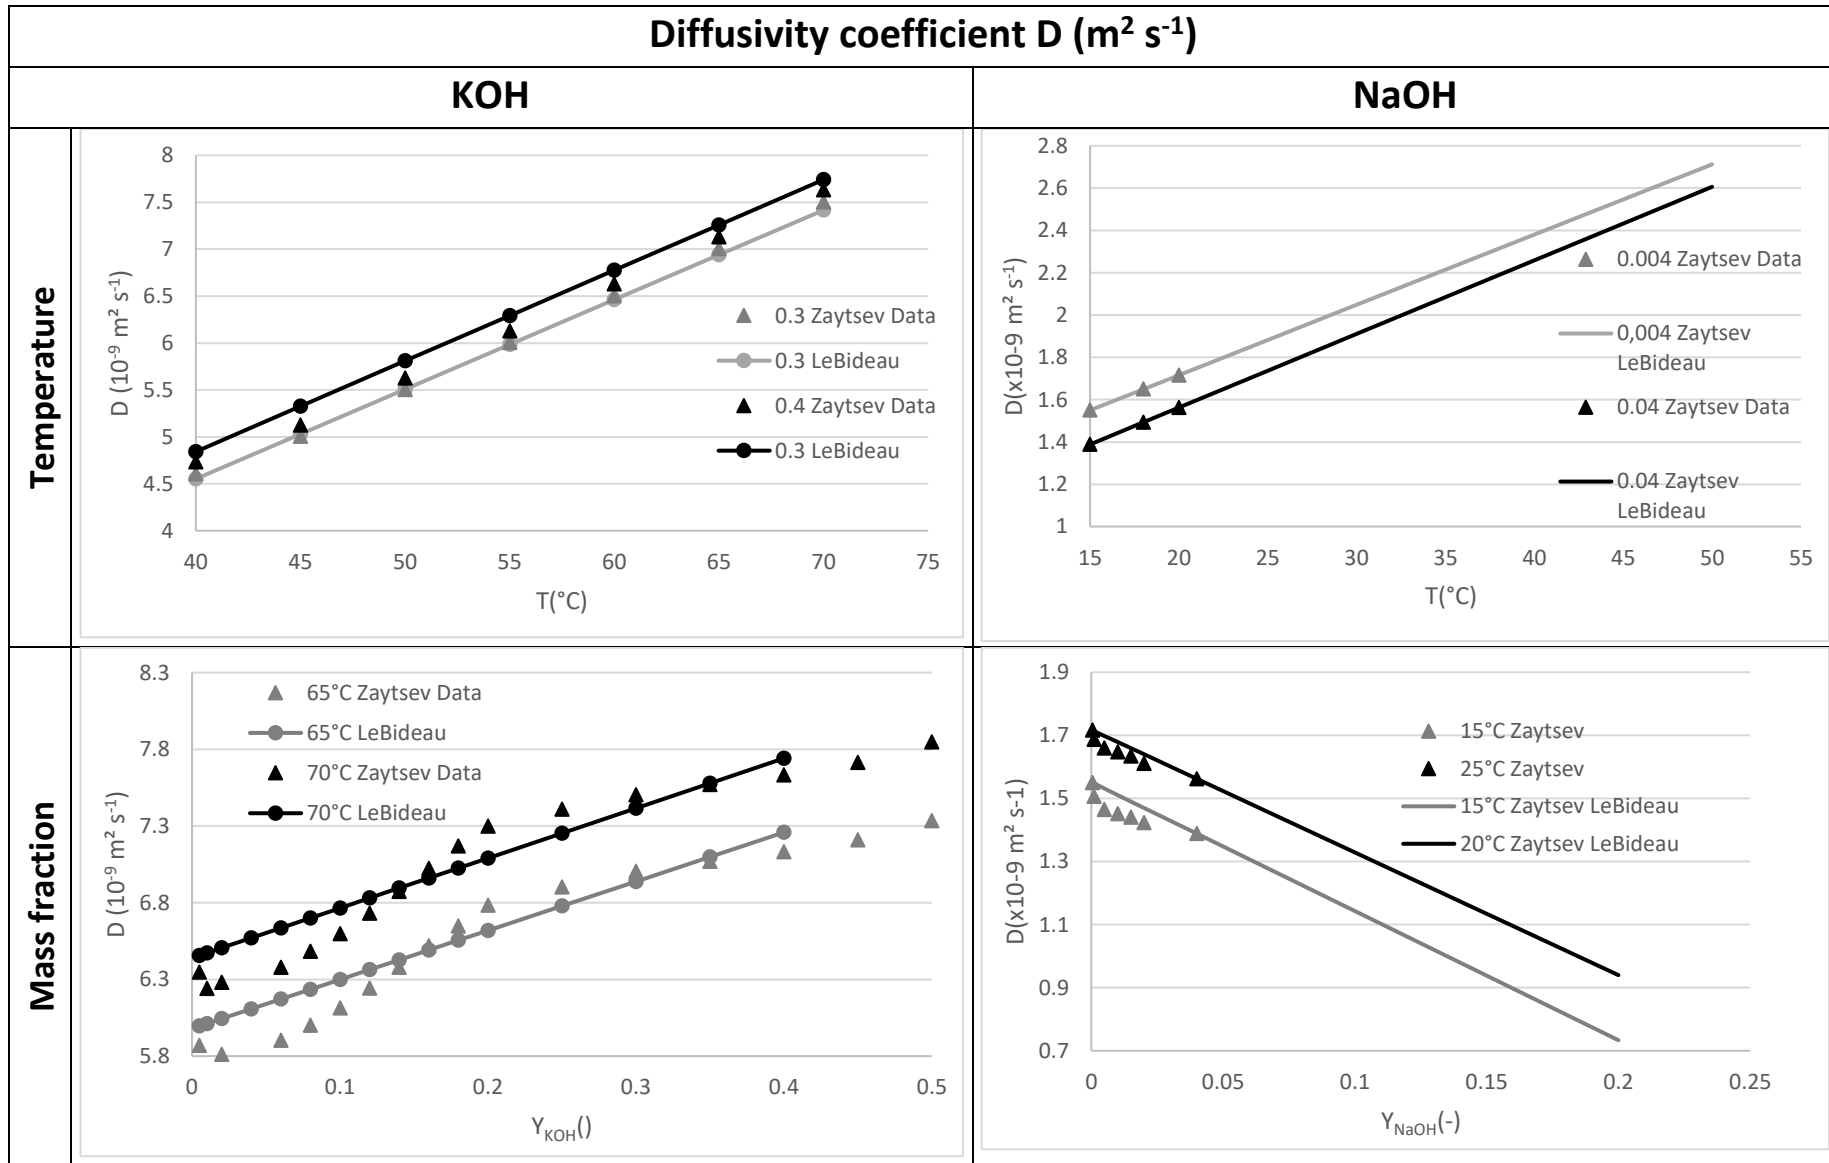 Diffusivity coefficient D (m² s⁻¹)
KOH
NaOH
Temperature
8
7.5
7
6.5
6
5.5
5
4.5
4
D (10⁻⁹ m² s⁻¹)
40 45 50 55 60 65 70 75
T(°C)
0.3 Zaytsev Data
0.3 LeBideau
0.4 Zaytsev Data
0.3 LeBideau
2.8
2.6
2.4
2.2
2
1.8
1.6
1.4
1.2
1
D(x10-9 m² s⁻¹)
15 20 25 30 35 40 45 50 55
T(°C)
0.004 Zaytsev Data
0,004 Zaytsev
LeBideau
0.04 Zaytsev Data
0.04 Zaytsev
LeBideau
Mass fraction
8.3
7.8
7.3
6.8
6.3
5.8
D (10⁻⁹ m² s⁻¹)
0 0.1 0.2 0.3 0.4 0.5
Y_KOH()
65°C Zaytsev Data
65°C LeBideau
70°C Zaytsev Data
70°C LeBideau
1.9
1.7
1.5
1.3
1.1
0.9
0.7
D(x10-9 m² s-1)
0 0.05 0.1 0.15 0.2 0.25
Y_NaOH(-)
15°C Zaytsev
25°C Zaytsev
15°C Zaytsev LeBideau
20°C Zaytsev LeBideau